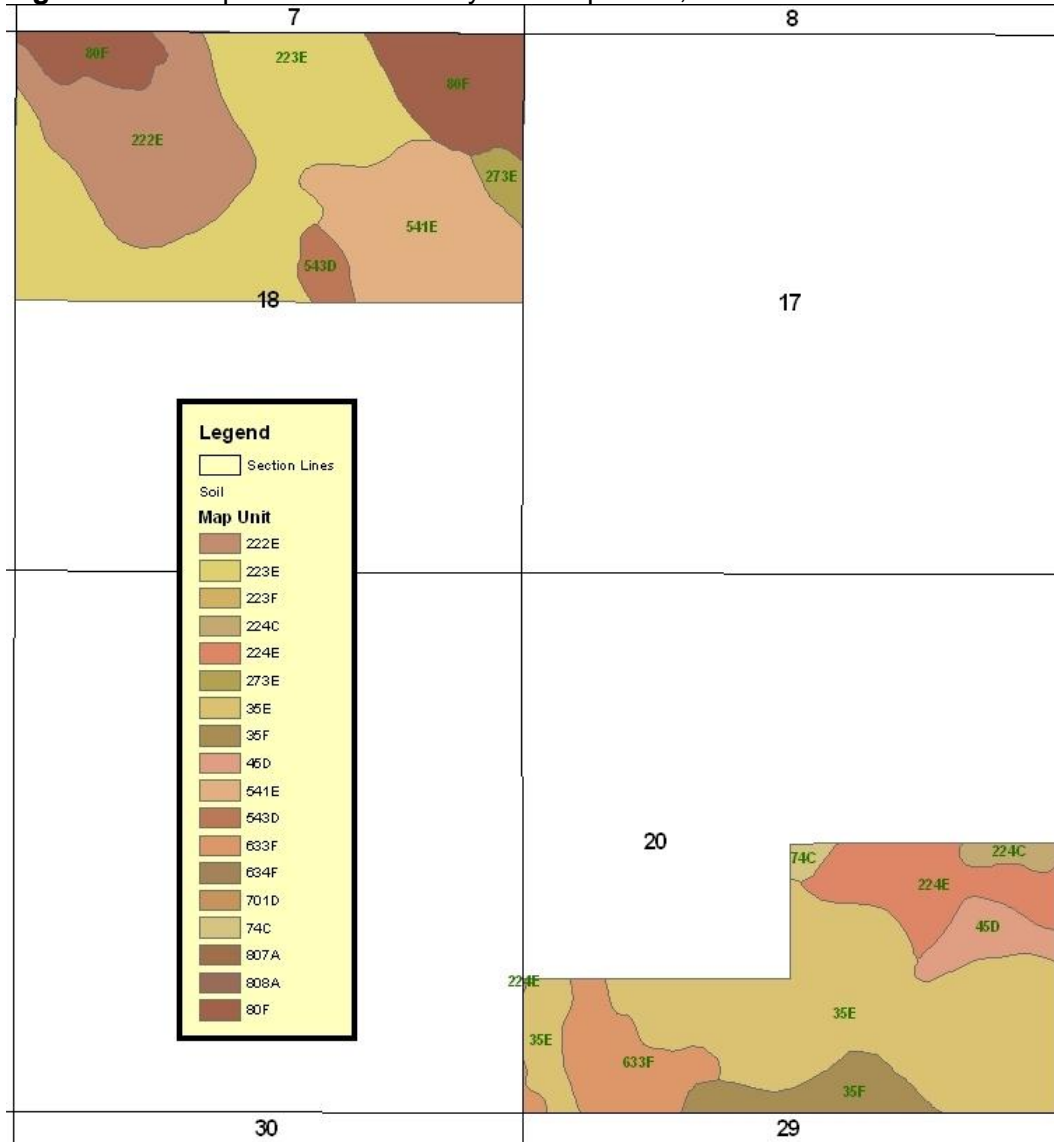 7
8
80F
223E
80F
222E
273E
541E
543D
18
17
Legend
Section Lines
Soil
Map Unit
222E
223E
223F
224C
224E
273E
35E
35F
45D
541E
543D
633F
634F
701D
74C
807A
808A
80F
20
74C
224C
224E
45D
224E
35E
35E
633F
35F
30
29